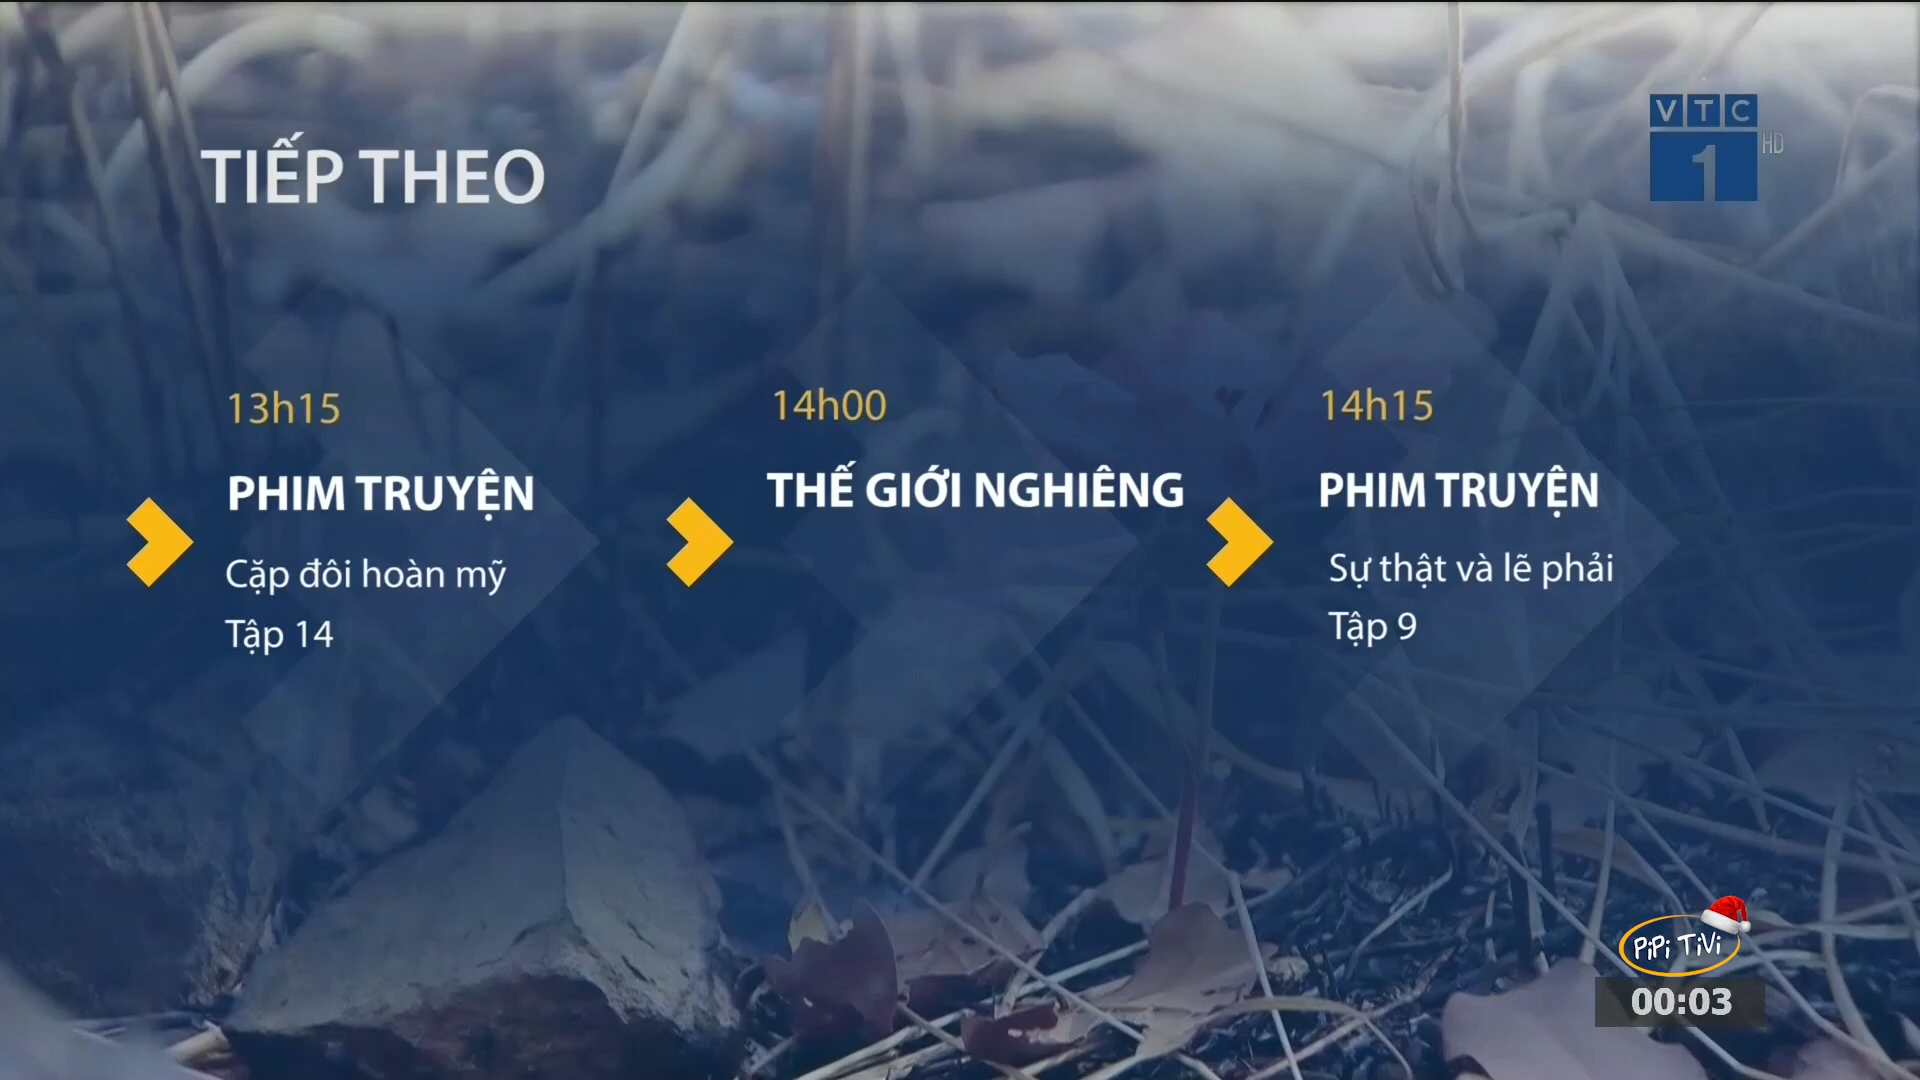 TIẾP THEO
VTC
1
HD
13h15
PHIM TRUYỆN
Cặp đôi hoàn mỹ
Tập 14
14h00
THẾ GIỚI NGHIÊNG
14h15
PHIM TRUYỆN
Sự thật và lẽ phải
Tập 9
PiPi TiVi
00:03